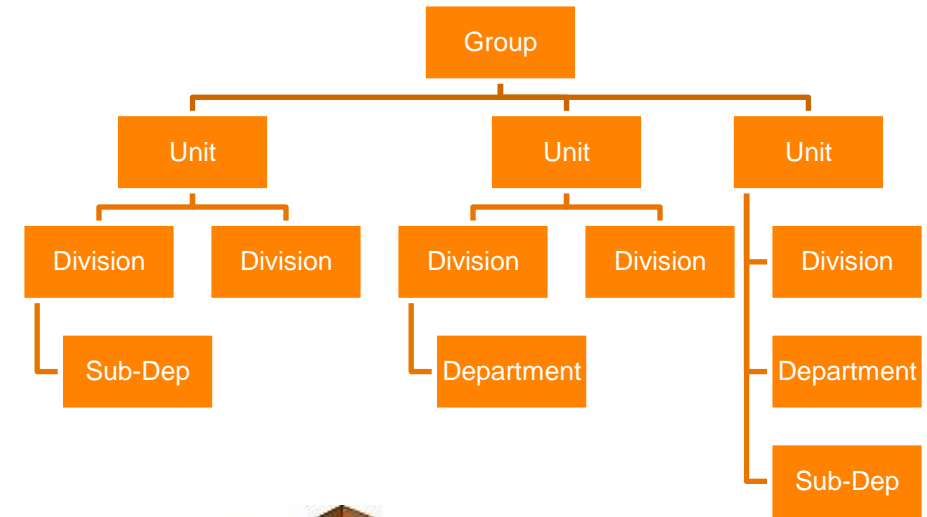 Group
Unit
Unit
Unit
Division
Division
Division
Division
Division
Sub-Dep
Department
Department
Sub-Dep